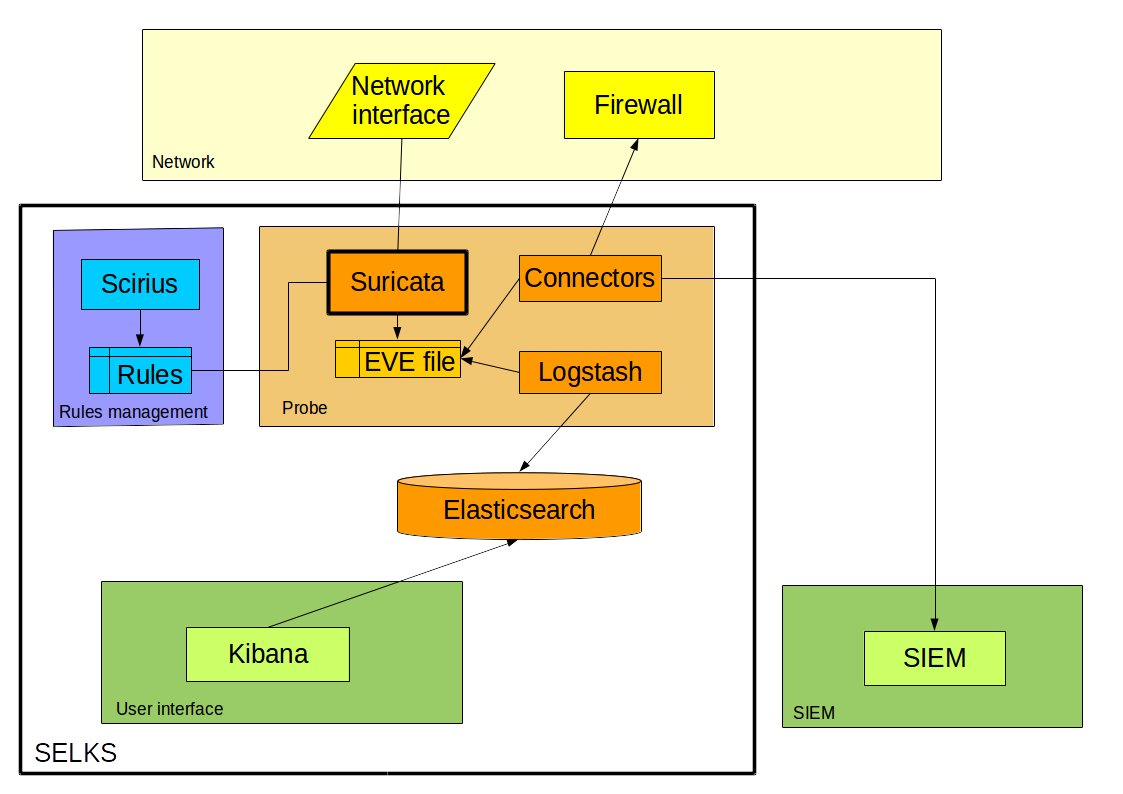 Network
interface
Firewall
Network
Scirius
Rules
Rules management
Suricata
Connectors
EVE file
Logstash
Probe
Elasticsearch
Kibana
User interface
SIEM
SIEM
SELKS